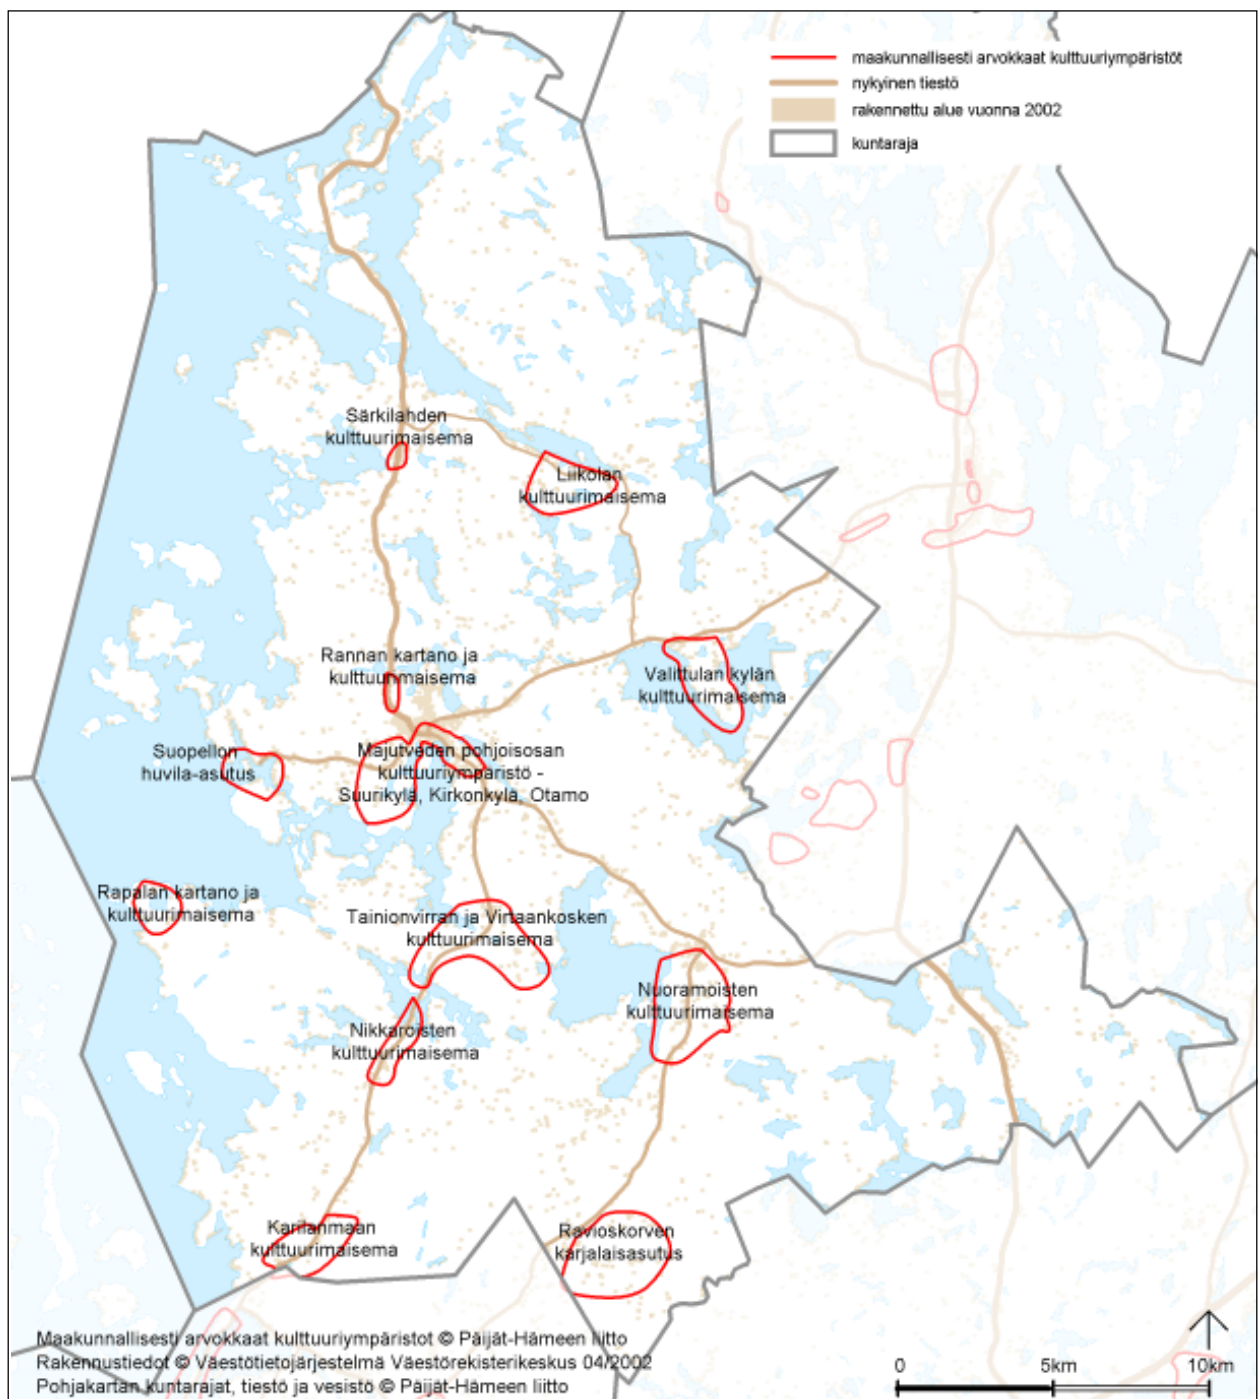 maakunnallisesti arvokkaat kulttuuriympäristöt
nykyinen tiestö
rakennettu alue vuonna 2002
kuntaraja
Särkilahden
kulttuurimaisema
Liikolan
kulttuurimaisema
Rannan kartano ja
kulttuurimaisema
Valittulan kylän
kulttuurimaisema
Suopellon
huvila-asutus
Majutveden pohjoisosan
kulttuuriympäristö -
Suurikylä, Kirkonkylä, Otamo
Rapalan kartano ja
kulttuurimaisema
Tainionvirran ja Virtaankosken
kulttuurimaisema
Nuoramoisten
kulttuurimaisema
Nikkaroisten
kulttuurimaisema
Karilanmaan
kulttuurimaisema
Ravioskorven
karjalaisasutus
Maakunnallisesti arvokkaat kulttuuriympäristot © Päijät-Hämeen liitto
Rakennustiedot © Väestötietojärjestelmä Väestörekisterikeskus 04/2002
Pohjakartan kuntarajat, tiestö ja vesistö © Päijät-Hämeen liitto
0 5km 10km